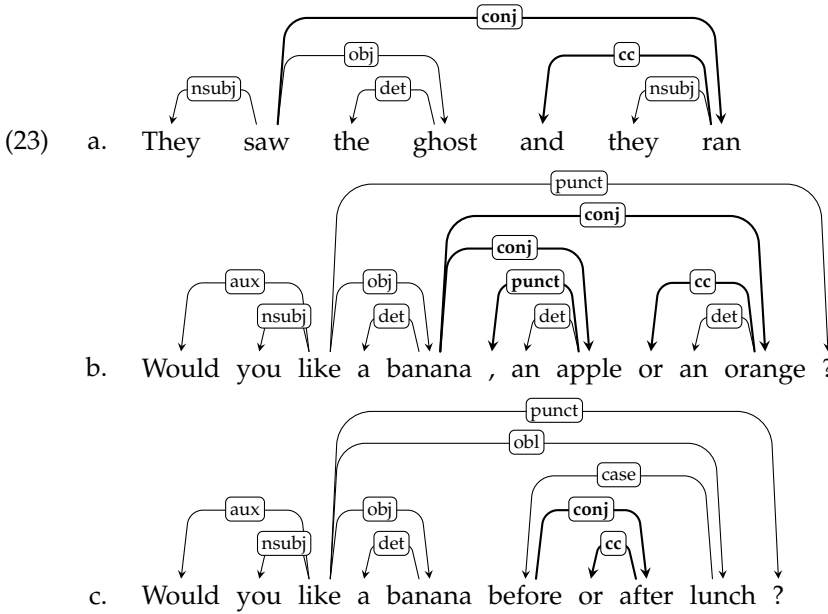 conj
obj cc
nsubj det nsubj
(23) a. They saw the ghost and they ran
punct
conj
conj
aux obj punct cc
nsubj det det det
b. Would you like a banana , an apple or an orange ?
punct
obl
case
aux obj conj
nsubj det cc
c. Would you like a banana before or after lunch ?